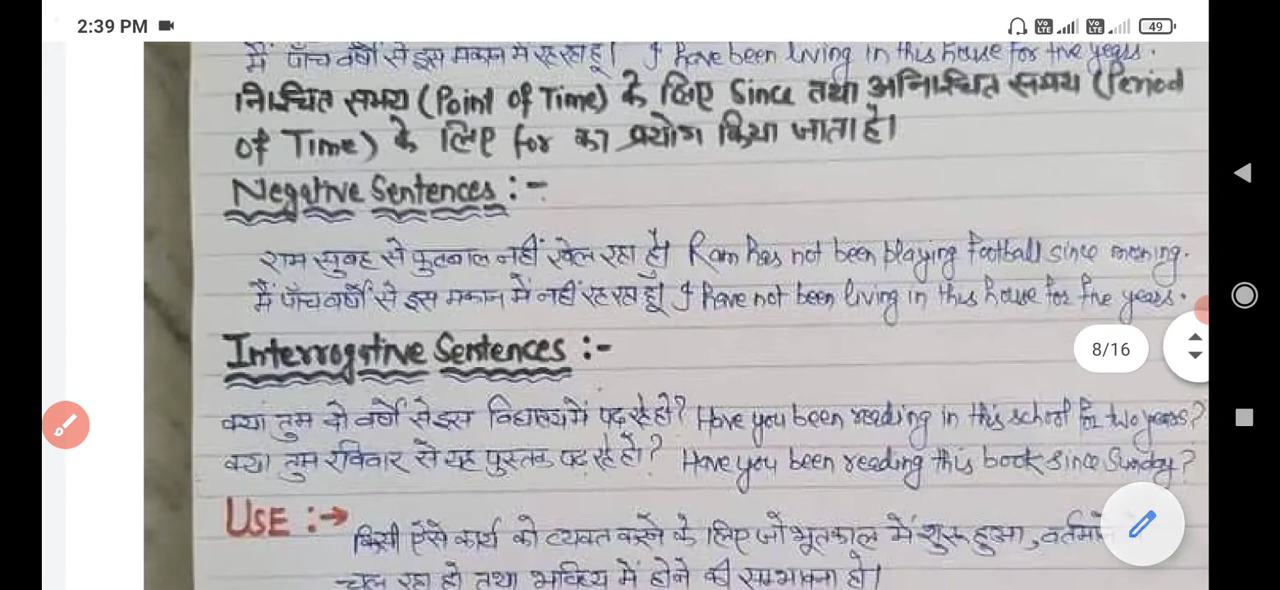 2:39 PM
49
मैं पाँच वर्षों से इस मकान में रह रहा हूँ। I have been living in this house for five years.
निश्चित समय (Point of Time) के लिए Since तथा अनिश्चित समय (Period
of Time) के लिए for का प्रयोग किया जाता है।
Negative Sentences :-
राम सुबह से फुटबाल नहीं खेल रहा है। Ram has not been playing football since morning.
मैं पाँच वर्षों से इस मकान में नहीं रह रहा हूँ। I have not been living in this house for five years.
Interrogative Sentences :-
8/16
क्या तुम दो वर्षों से इस विद्यालय में पढ़ रहे हो? Have you been reading in this school for two years?
क्या तुम रविवार से यह पुस्तक पढ़ रहे हो? Have you been reading this book since Sunday?
USE :→ किसी ऐसे कार्य को व्यक्त करने के लिए जो भूतकाल में शुरू हुआ, वर्तमान
चल रहा हो तथा भविष्य में होने की सम्भावना हो।